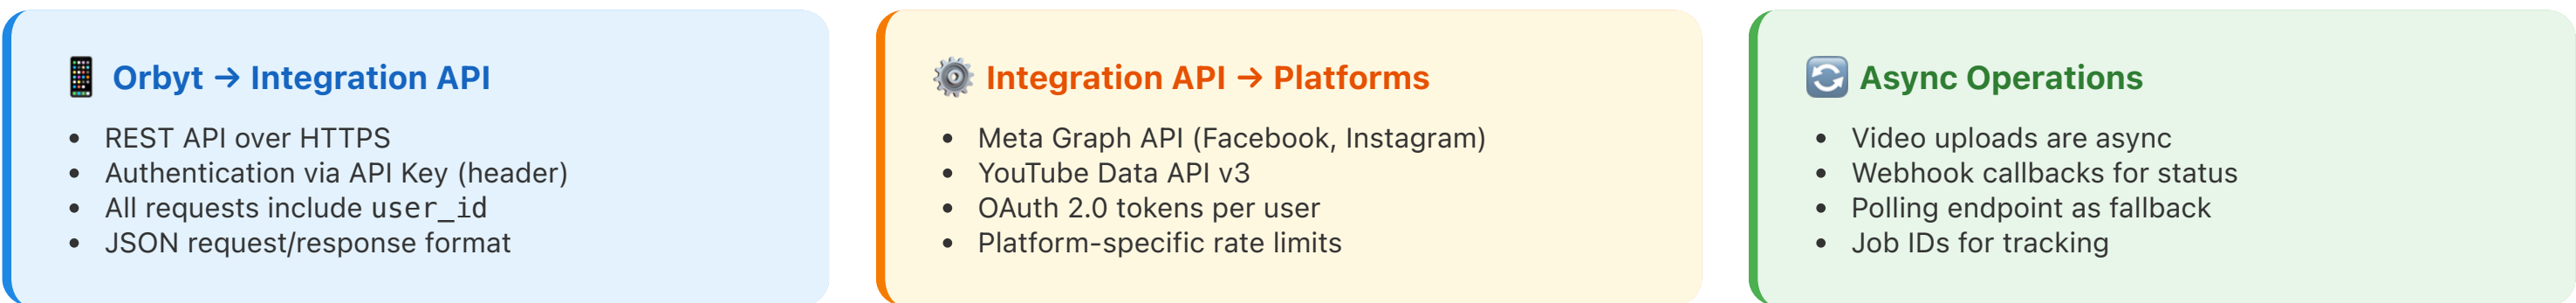 Orbyt → Integration API
REST API over HTTPS
Authentication via API Key (header)
All requests include user_id
JSON request/response format
Integration API → Platforms
Meta Graph API (Facebook, Instagram)
YouTube Data API v3
OAuth 2.0 tokens per user
Platform-specific rate limits
Async Operations
Video uploads are async
Webhook callbacks for status
Polling endpoint as fallback
Job IDs for tracking